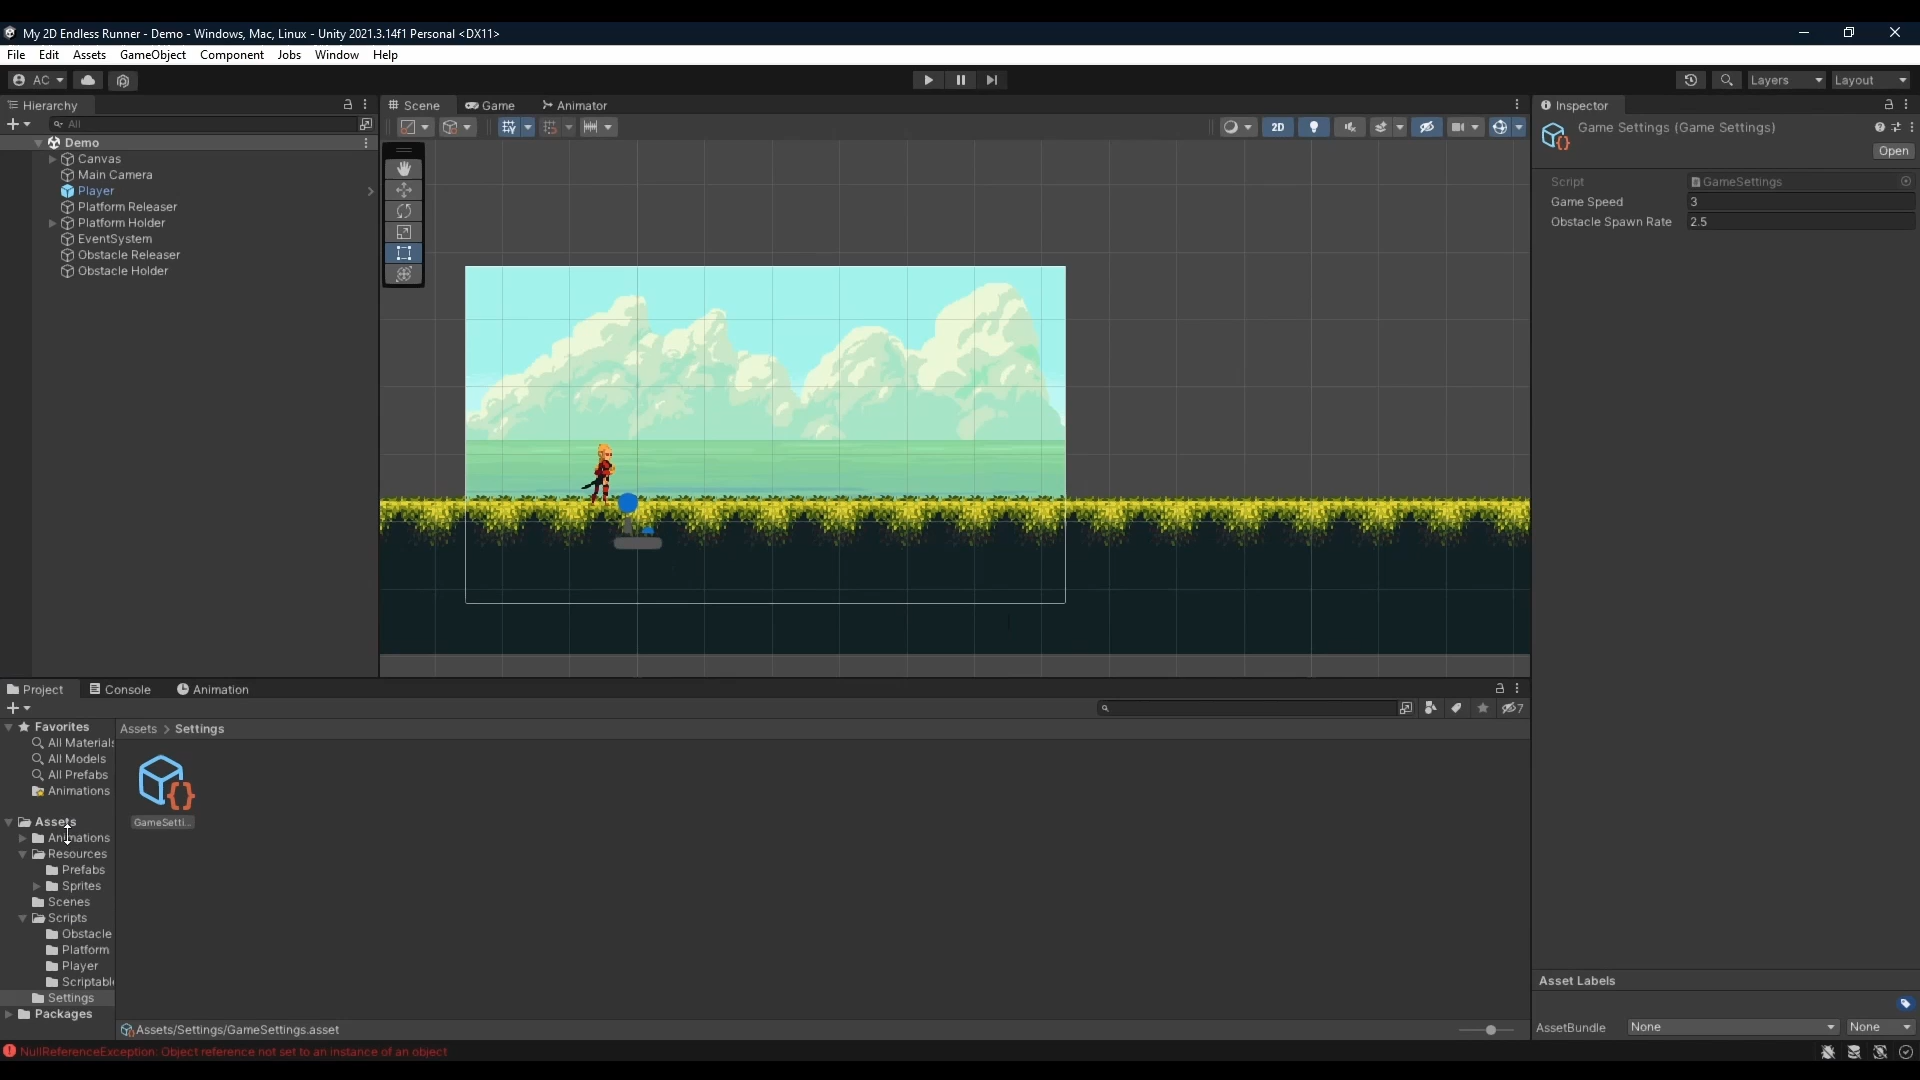 My 2D Endless Runner - Demo - Windows, Mac, Linux - Unity 2021.3.14f1 Personal <DX11>
File Edit Assets GameObject Component Jobs Window Help
AC
Layers
Layout
Hierarchy
All
Demo
Canvas
Main Camera
Player
Platform Releaser
Platform Holder
EventSystem
Obstacle Releaser
Obstacle Holder
Scene
Game
Animator
2D
Inspector
Game Settings (Game Settings)
Open
Script GameSettings
Game Speed 3
Obstacle Spawn Rate 2.5
Project
Console
Animation
7
Favorites
All Materials
All Models
All Prefabs
Animations
Assets
Animations
Resources
Prefabs
Sprites
Scenes
Scripts
Obstacle
Platform
Player
Scriptabl
Settings
Packages
Assets > Settings
GameSetti...
Assets/Settings/GameSettings.asset
Asset Labels
AssetBundle None None
NullReferenceException: Object reference not set to an instance of an object